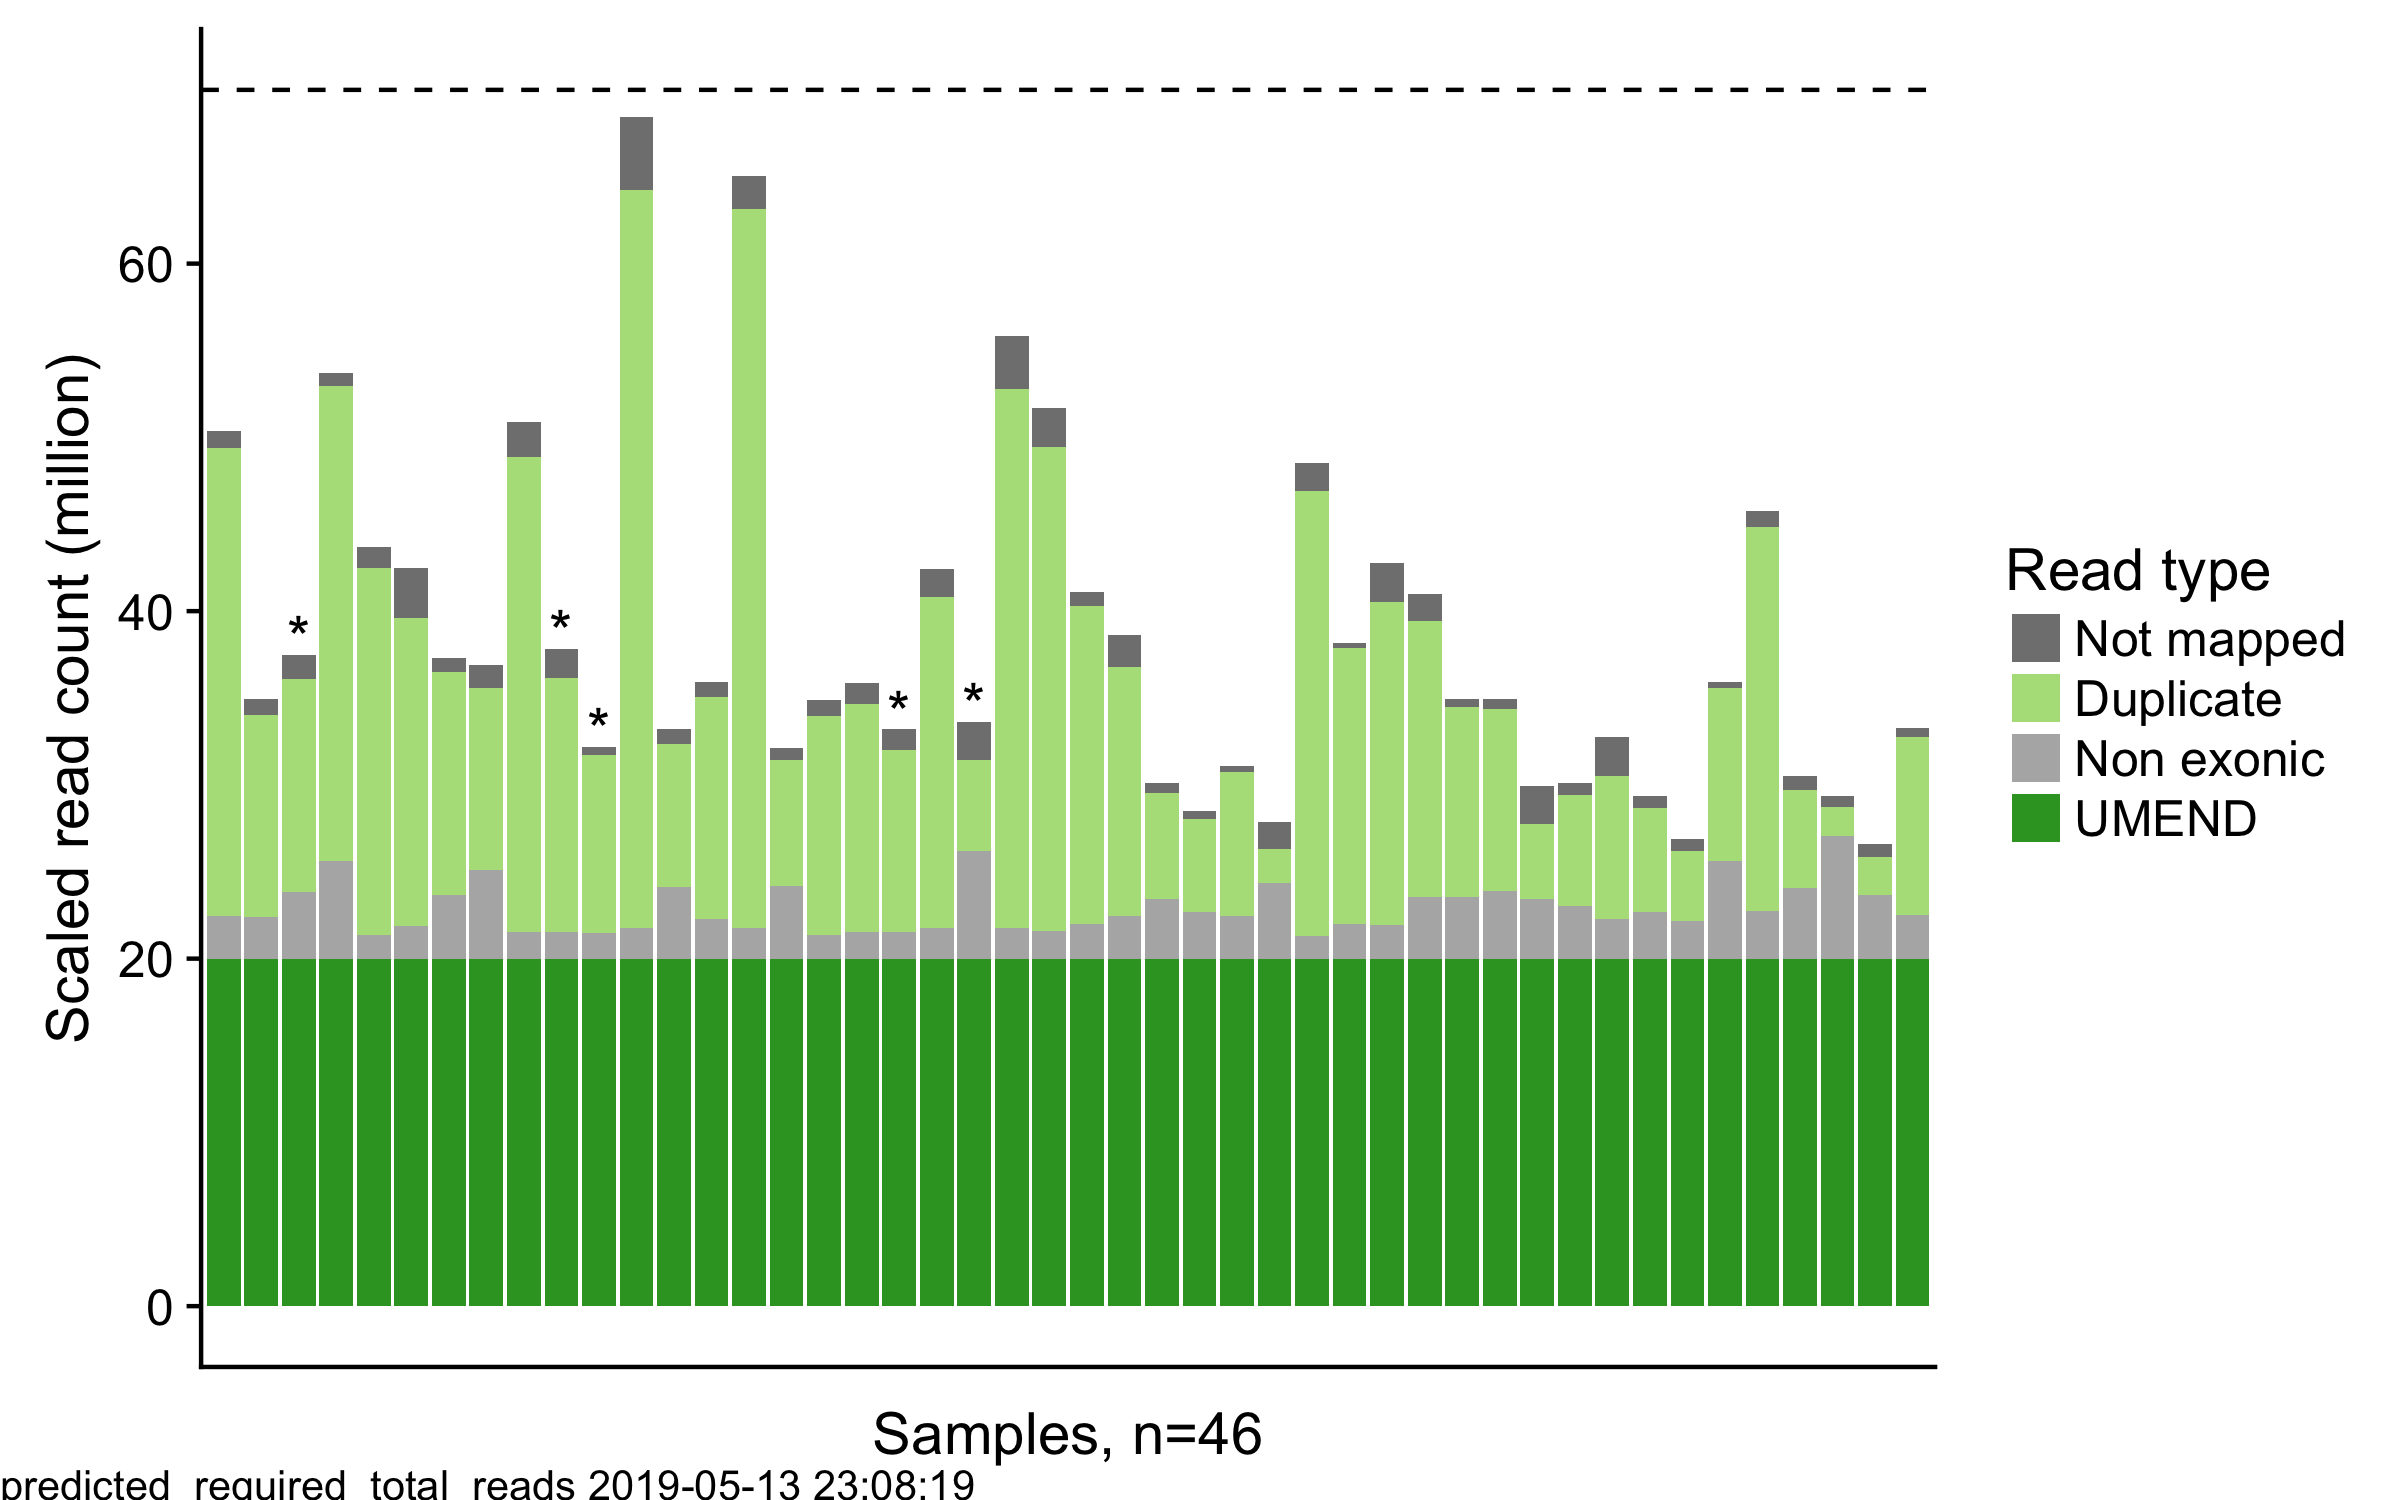 Scaled read count (million)
60
40
20
0
*
*
*
*
*
Read type
Not mapped
Duplicate
Non exonic
UMEND
Samples, n=46
predicted_required_total_reads 2019-05-13 23:08:19